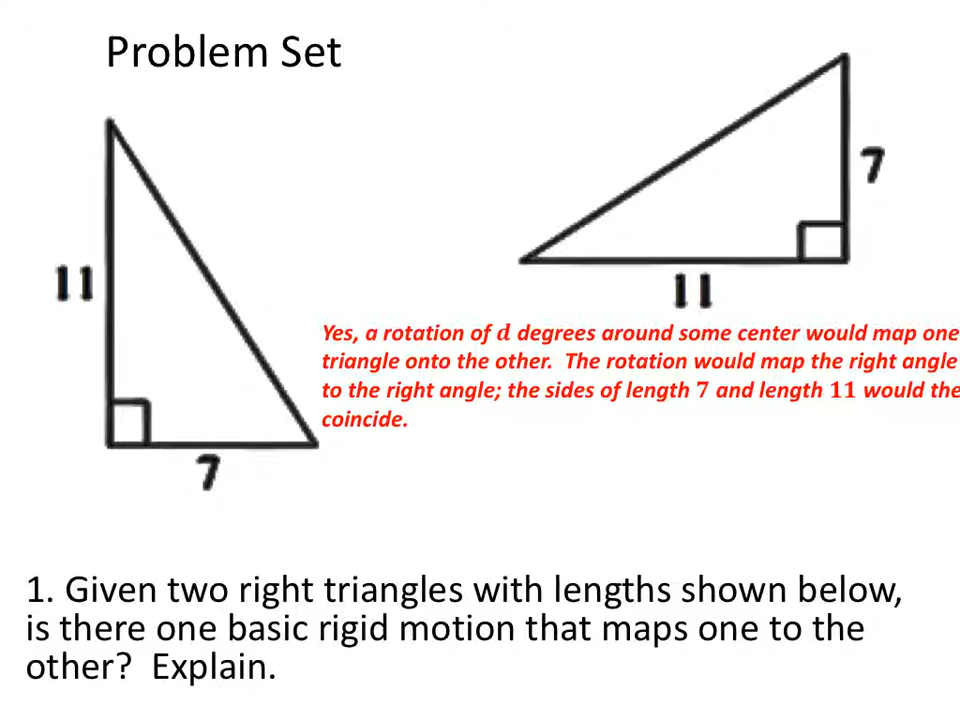 Problem Set
7
11
11
Yes, a rotation of d degrees around some center would map one
triangle onto the other.  The rotation would map the right angle
to the right angle; the sides of length 7 and length 11 would the
coincide.
7
1. Given two right triangles with lengths shown below,
is there one basic rigid motion that maps one to the
other?  Explain.